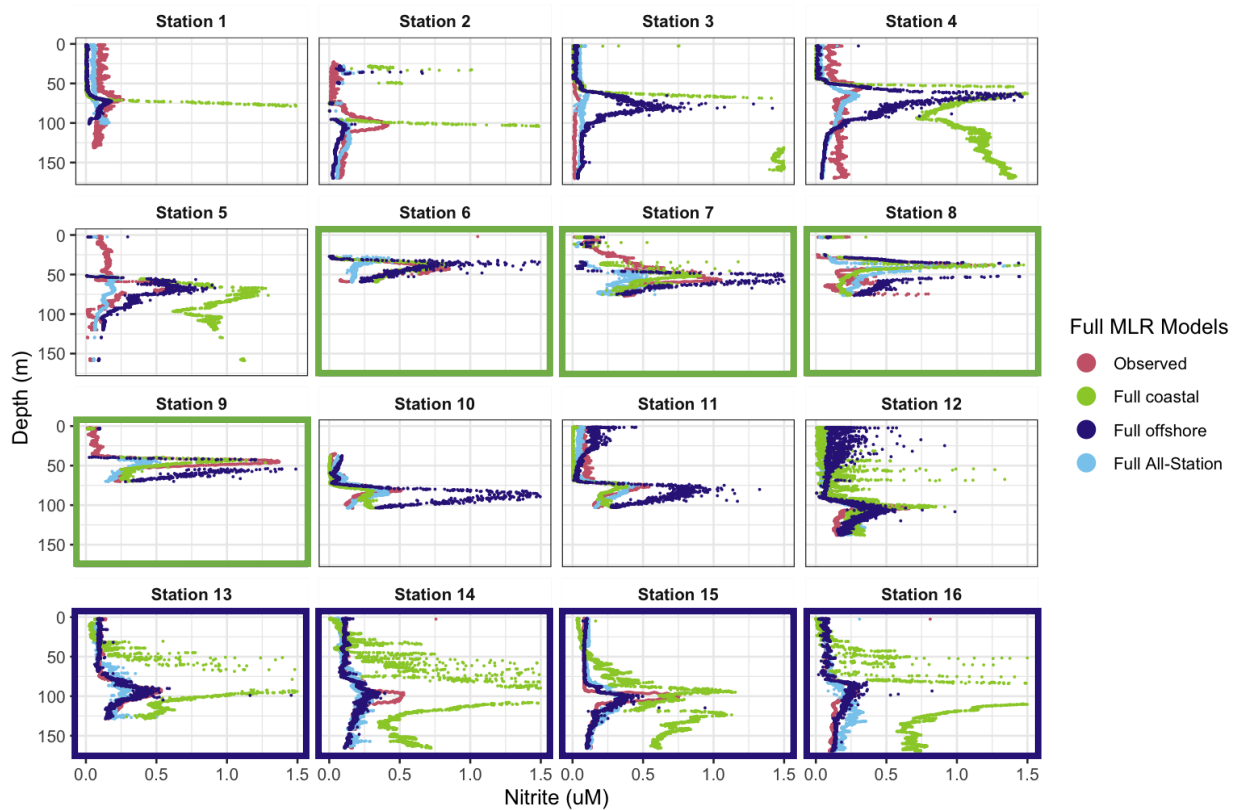 Station 1 Station 2 Station 3 Station 4
0
50
100
150
Station 5 Station 6 Station 7 Station 8
0
50
100
150
Station 9 Station 10 Station 11 Station 12
0
50
100
150
Station 13 Station 14 Station 15 Station 16
0
50
100
150
0.0 0.5 1.0 1.5 0.0 0.5 1.0 1.5 0.0 0.5 1.0 1.5 0.0 0.5 1.0 1.5
Nitrite (uM)
Depth (m)
Full MLR Models
Observed
Full coastal
Full offshore
Full All-Station